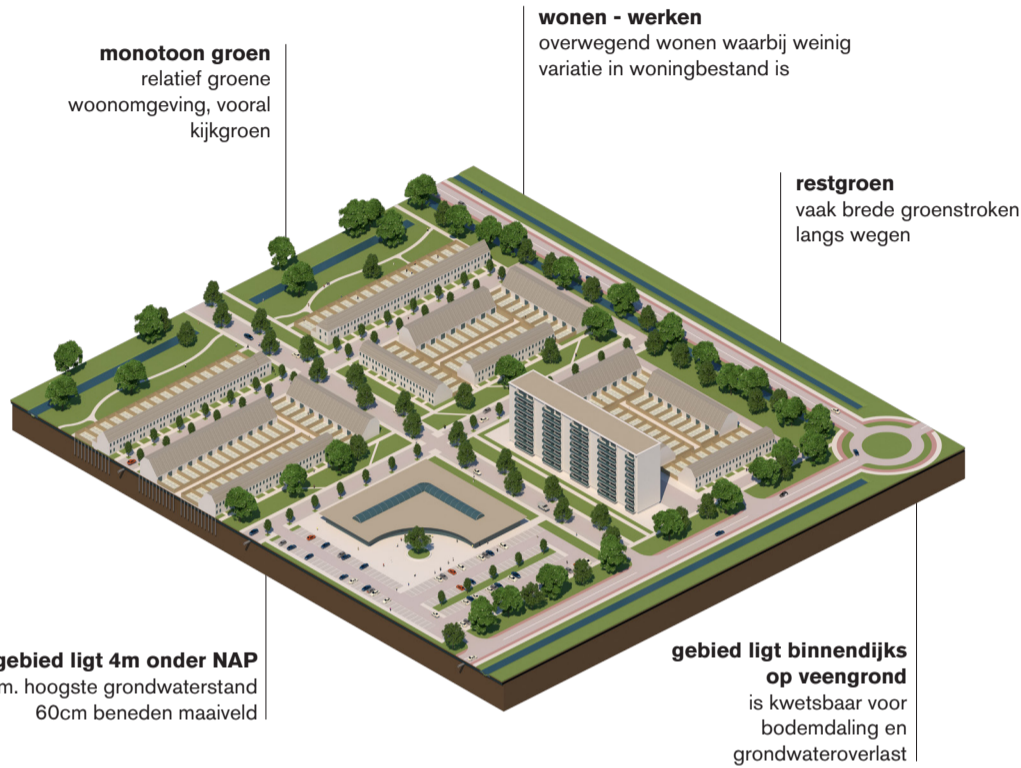 wonen - werken
overwegend wonen waarbij weinig
variatie in woningbestand is
monotoon groen
relatief groene
woonomgeving, vooral
kijkgroen
restgroen
vaak brede groenstroken
langs wegen
gebied ligt 4m onder NAP
m. hoogste grondwaterstand
60cm beneden maaiveld
gebied ligt binnendijks
op veengrond
is kwetsbaar voor
bodemdaling en
grondwateroverlast